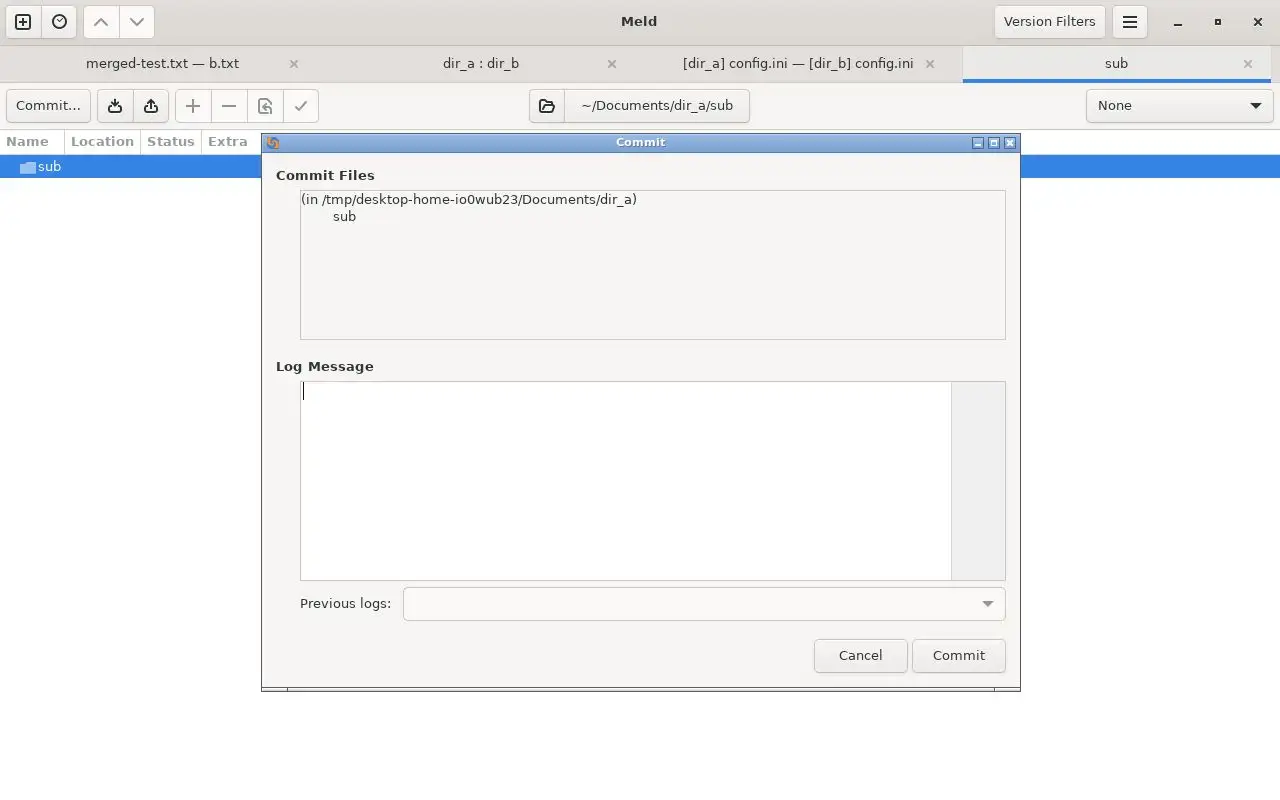 Meld
Version Filters
merged-test.txt — b.txt
dir_a : dir_b
[dir_a] config.ini — [dir_b] config.ini
sub
Commit...
~/Documents/dir_a/sub
None
Name
Location
Status
Extra
sub
Commit
Commit Files
(in /tmp/desktop-home-io0wub23/Documents/dir_a)
sub
Log Message
Previous logs:
Cancel
Commit